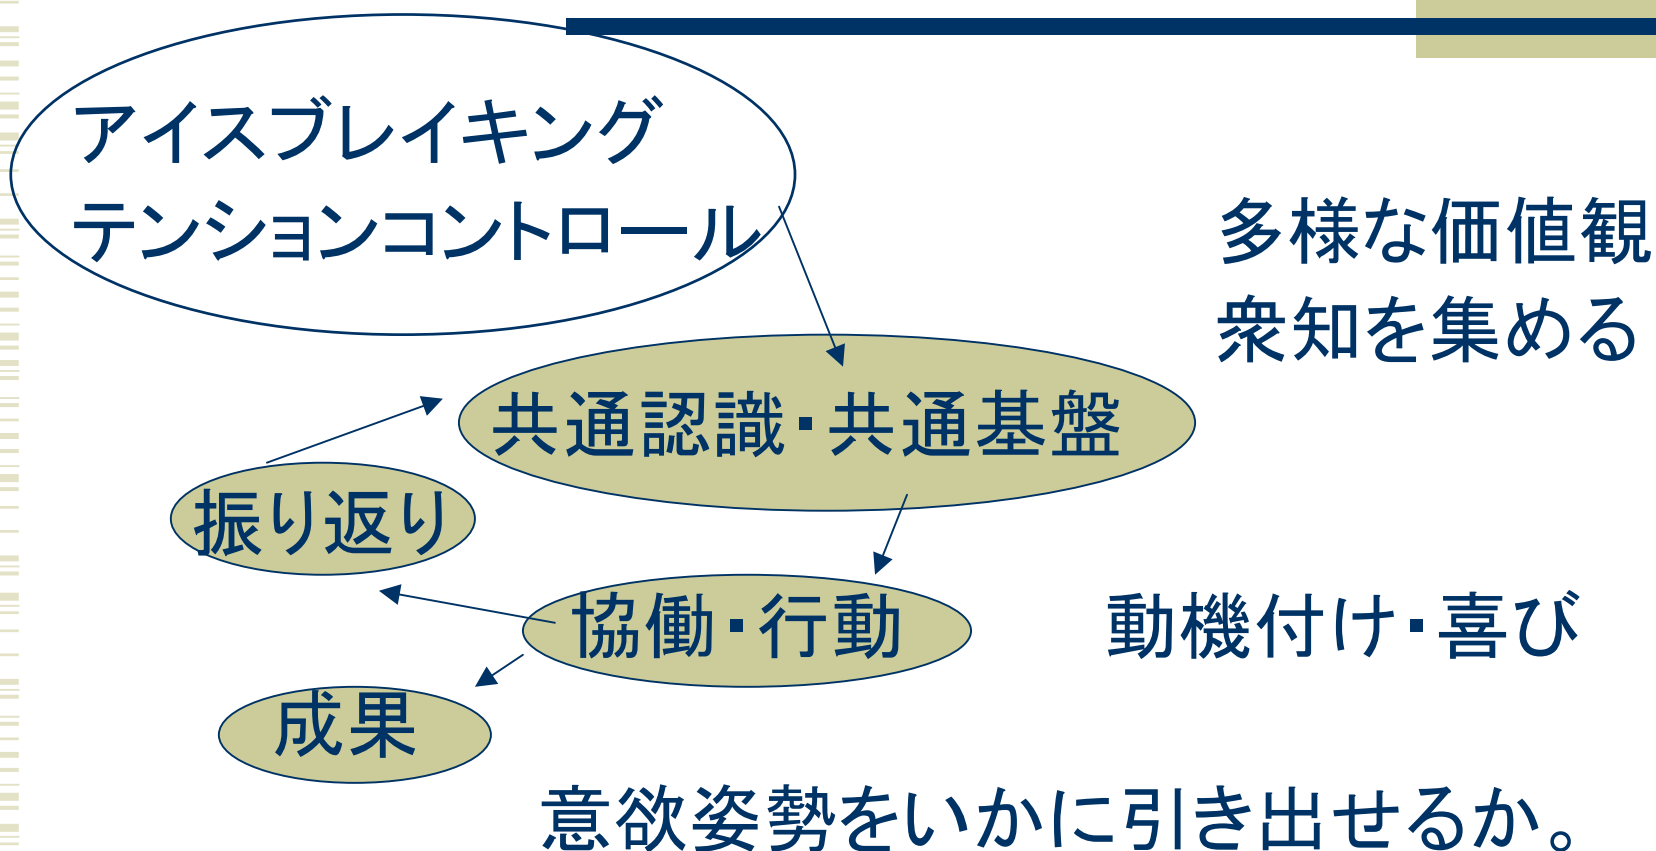 アイスブレイキング
テンションコントロール
多様な価値観
衆知を集める
共通認識・共通基盤
振り返り
協働・行動
動機付け・喜び
成果
意欲姿勢をいかに引き出せるか。